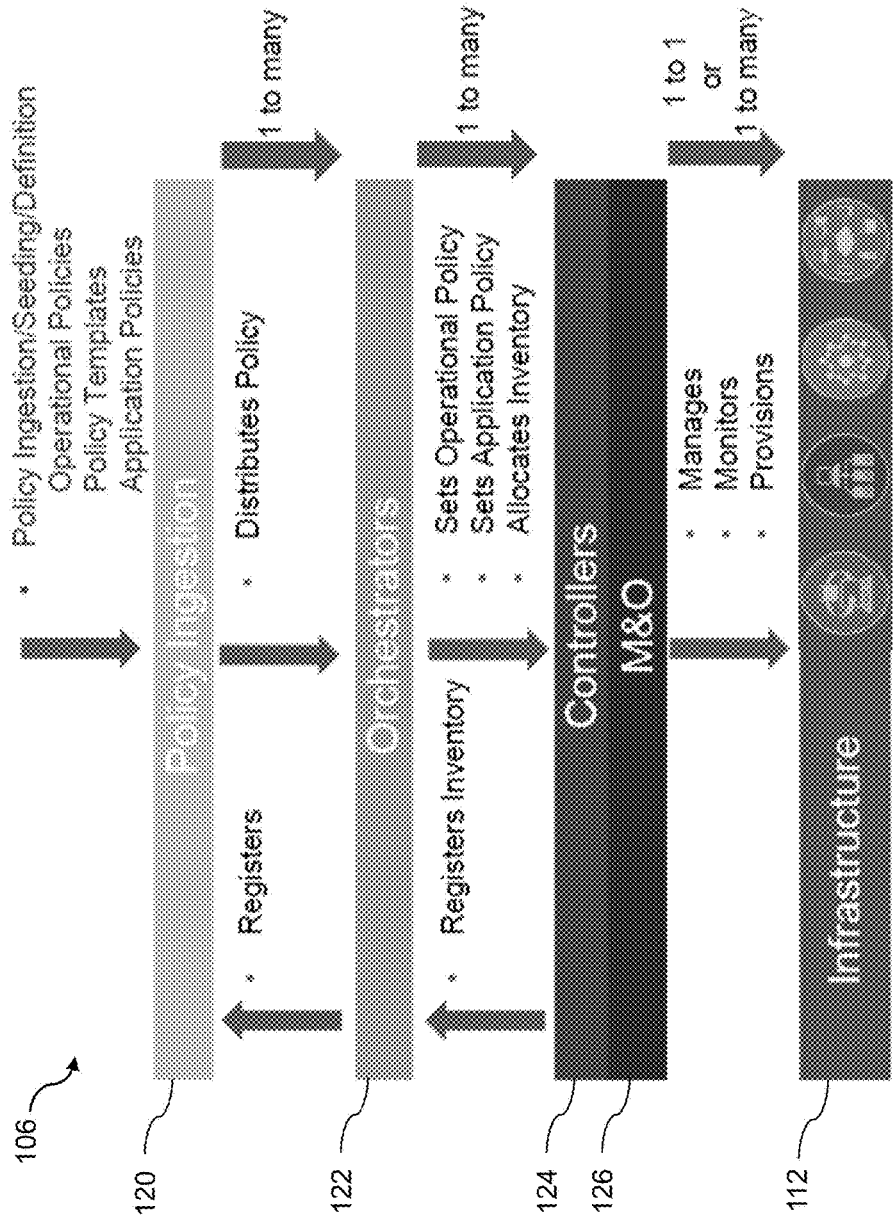 106
• Policy Ingestion/Seeding/Definition
Operational Policies
Policy Templates
Application Policies
120
Policy Ingestion
• Registers
• Distributes Policy
1 to many
122
Orchestrators
• Registers Inventory
• Sets Operational Policy
• Sets Application Policy
• Allocates Inventory
1 to many
124
Controllers
126
M&O
• Manages
• Monitors
• Provisions
1 to 1
or
1 to many
112
Infrastructure